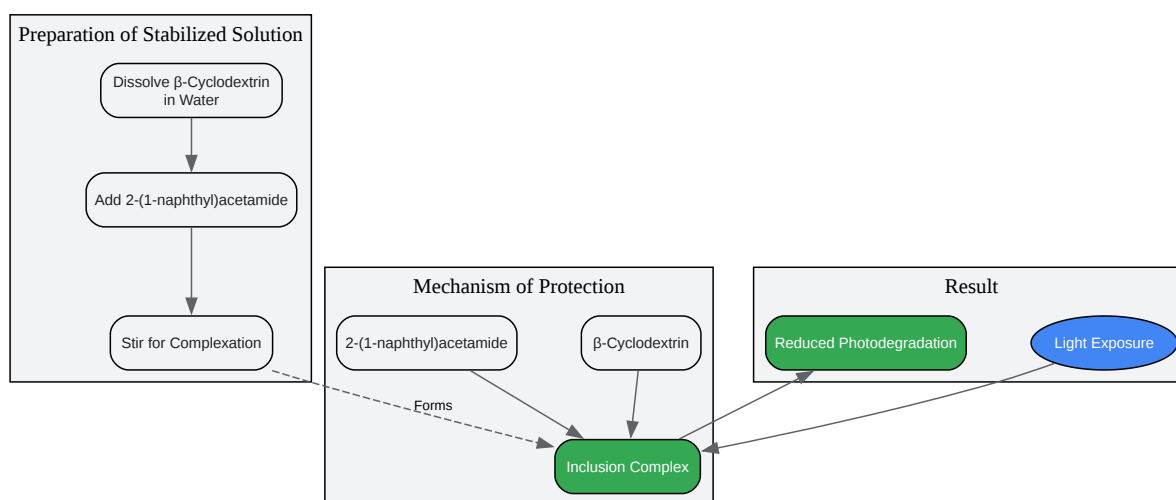 Preparation of Stabilized Solution
Dissolve β-Cyclodextrin
in Water
Add 2-(1-naphthyl)acetamide
Stir for Complexation
Forms
Mechanism of Protection
2-(1-naphthyl)acetamide
β-Cyclodextrin
Inclusion Complex
Result
Reduced Photodegradation
Light Exposure